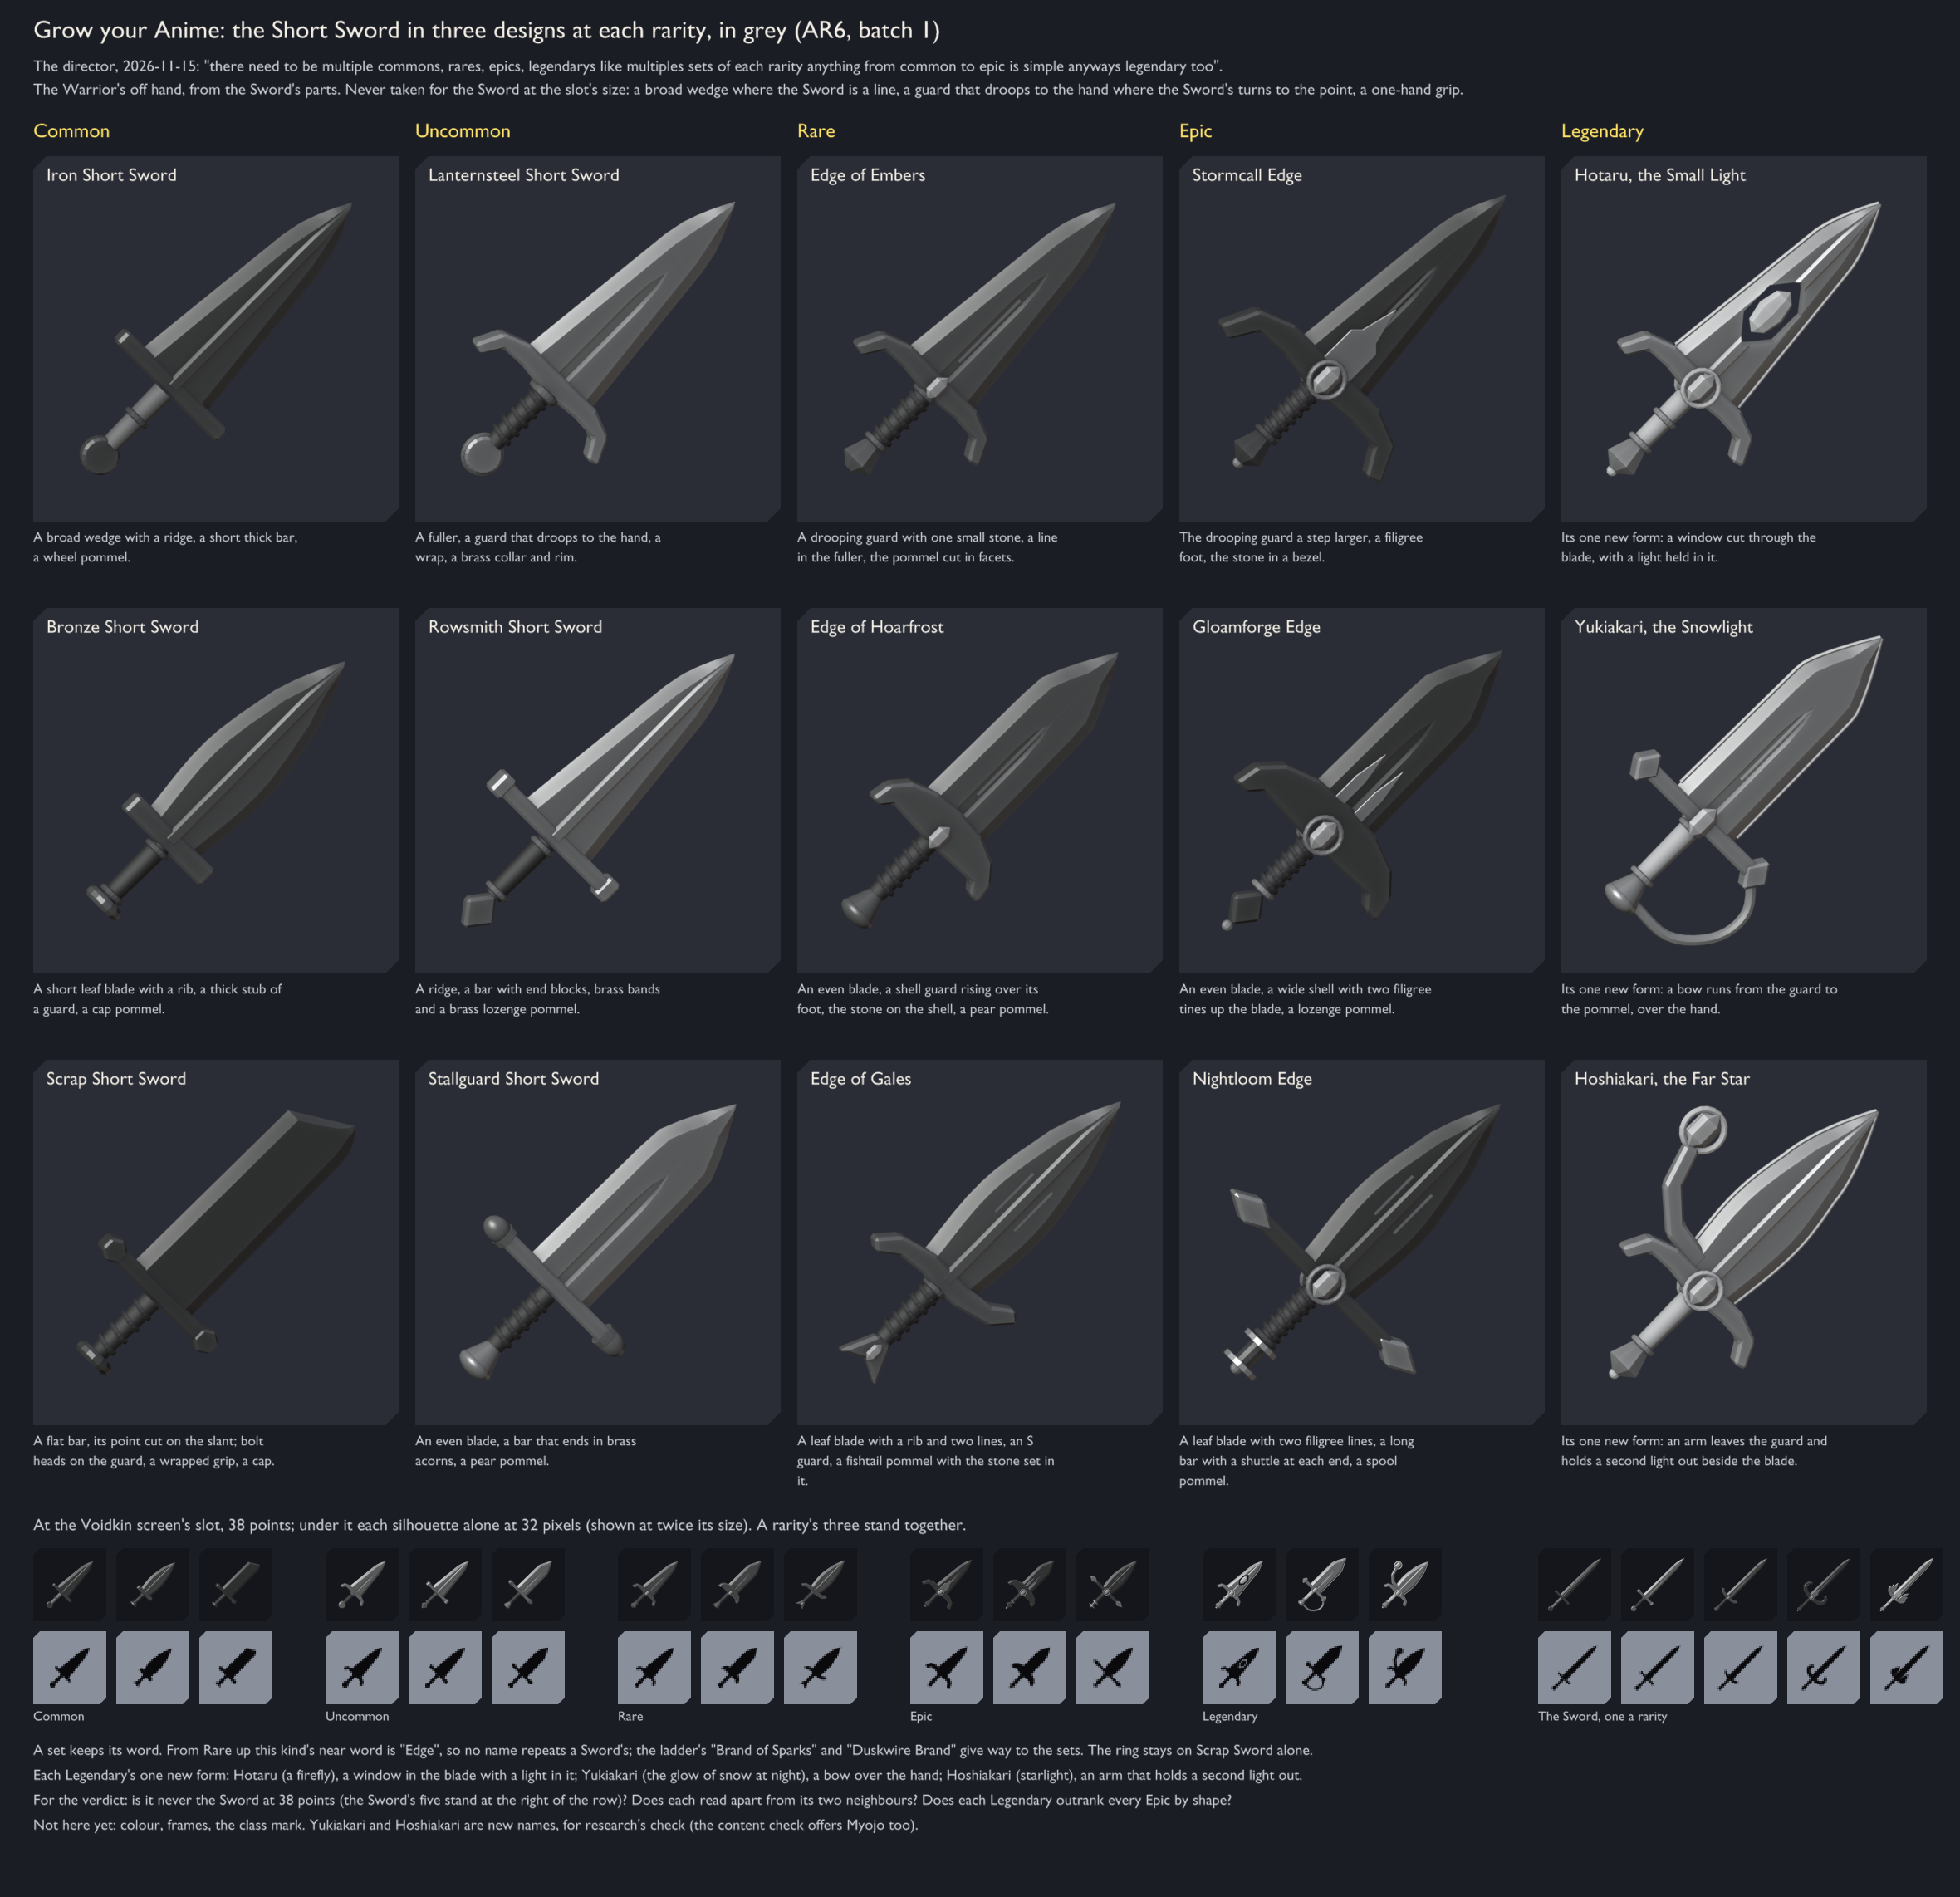 Grow your Anime: the Short Sword in three designs at each rarity, in grey (AR6, batch 1)
The director, 2026-11-15: "there need to be multiple commons, rares, epics, legendarys like multiples sets of each rarity anything from common to epic is simple anyways legendary too".
The Warrior's off hand, from the Sword's parts. Never taken for the Sword at the slot's size: a broad wedge where the Sword is a line, a guard that droops to the hand where the Sword's turns to the point, a one-hand grip.
Common
Uncommon
Rare
Epic
Legendary
Iron Short Sword
Lanternsteel Short Sword
Edge of Embers
Stormcall Edge
Hotaru, the Small Light
A broad wedge with a ridge, a short thick bar,
a wheel pommel.
A fuller, a guard that droops to the hand, a
wrap, a brass collar and rim.
A drooping guard with one small stone, a line
in the fuller, the pommel cut in facets.
The drooping guard a step larger, a filigree
foot, the stone in a bezel.
Its one new form: a window cut through the
blade, with a light held in it.
Bronze Short Sword
Rowsmith Short Sword
Edge of Hoarfrost
Gloamforge Edge
Yukiakari, the Snowlight
A short leaf blade with a rib, a thick stub of
a guard, a cap pommel.
A ridge, a bar with end blocks, brass bands
and a brass lozenge pommel.
An even blade, a shell guard rising over its
foot, the stone on the shell, a pear pommel.
An even blade, a wide shell with two filigree
tines up the blade, a lozenge pommel.
Its one new form: a bow runs from the guard to
the pommel, over the hand.
Scrap Short Sword
Stallguard Short Sword
Edge of Gales
Nightloom Edge
Hoshiakari, the Far Star
A flat bar, its point cut on the slant; bolt
heads on the guard, a wrapped grip, a cap.
An even blade, a bar that ends in brass
acorns, a pear pommel.
A leaf blade with a rib and two lines, an S
guard, a fishtail pommel with the stone set in
it.
A leaf blade with two filigree lines, a long
bar with a shuttle at each end, a spool
pommel.
Its one new form: an arm leaves the guard and
holds a second light out beside the blade.
At the Voidkin screen's slot, 38 points; under it each silhouette alone at 32 pixels (shown at twice its size). A rarity's three stand together.
Common
Uncommon
Rare
Epic
Legendary
The Sword, one a rarity
A set keeps its word. From Rare up this kind's near word is "Edge", so no name repeats a Sword's; the ladder's "Brand of Sparks" and "Duskwire Brand" give way to the sets. The ring stays on Scrap Sword alone.
Each Legendary's one new form: Hotaru (a firefly), a window in the blade with a light in it; Yukiakari (the glow of snow at night), a bow over the hand; Hoshiakari (starlight), an arm that holds a second light out.
For the verdict: is it never the Sword at 38 points (the Sword's five stand at the right of the row)? Does each read apart from its two neighbours? Does each Legendary outrank every Epic by shape?
Not here yet: colour, frames, the class mark. Yukiakari and Hoshiakari are new names, for research's check (the content check offers Myojo too).